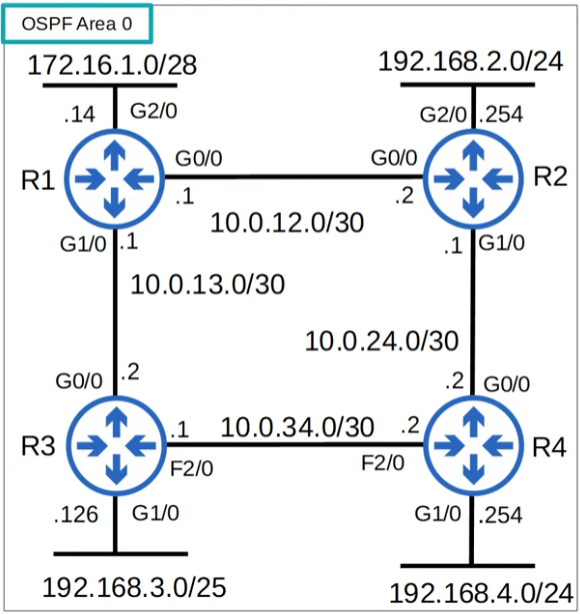 OSPF Area 0
172.16.1.0/28
192.168.2.0/24
.14 G2/0
G2/0 .254
R1
G0/0
G0/0
R2
.1
.2
10.0.12.0/30
G1/0 .1
.1 G1/0
10.0.13.0/30
10.0.24.0/30
G0/0 .2
.2 G0/0
R3
.1 10.0.34.0/30 .2
R4
F2/0
F2/0
.126 G1/0
G1/0 .254
192.168.3.0/25
192.168.4.0/24